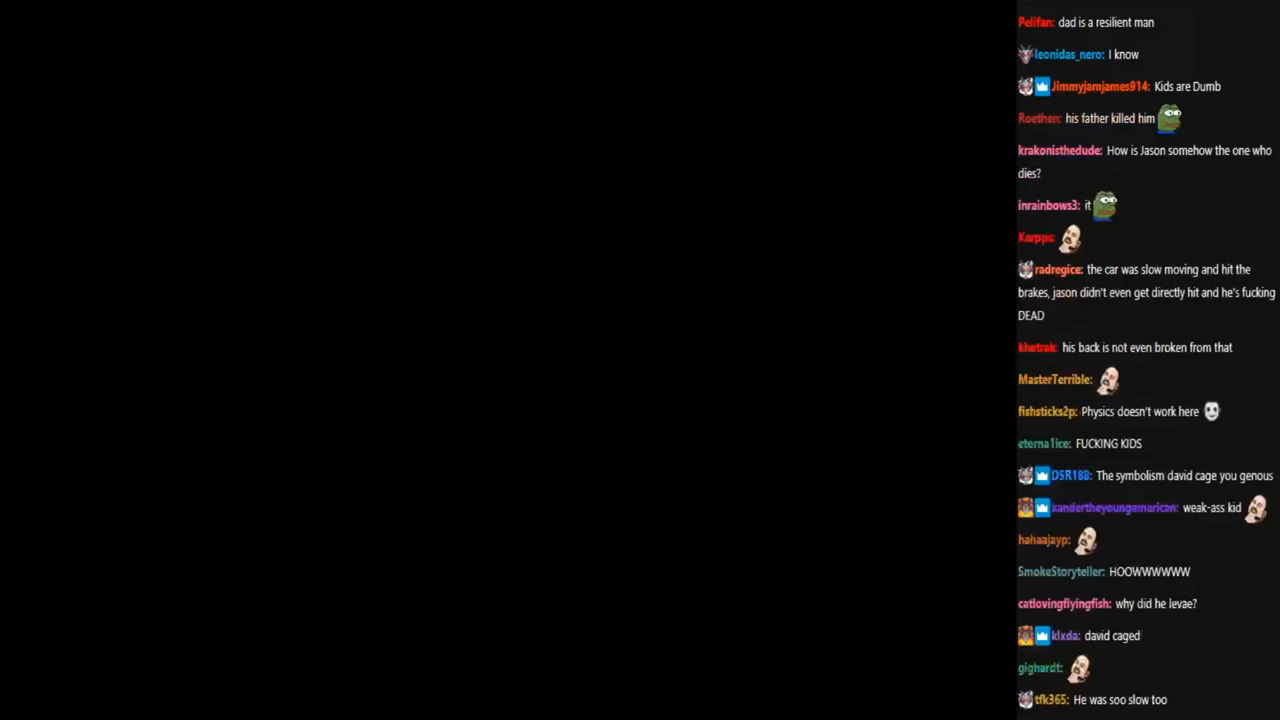 Pelifan: dad is a resilient man
leonidas_nero: I know
Jimmyjamjames914: Kids are Dumb
Roethen: his father killed him
krakonisthedude: How is Jason somehow the one who
dies?
inrainbows3: it
Karpps:
radregice: the car was slow moving and hit the
brakes, jason didn't even get directly hit and he's fucking
DEAD
his back is not even broken from that
MasterTerrible:
fishsticks2p: Physics doesn't work here
eterna1ice: FUCKING KIDS
DSR188: The symbolism david cage you genous
xandertheyoungamerican: weak-ass kid
hahaajayp:
SmokeStoryteller: HOOWWWWWW
catlovingflyingfish: why did he levae?
klxda: david caged
gighardt:
tfk365: He was soo slow too